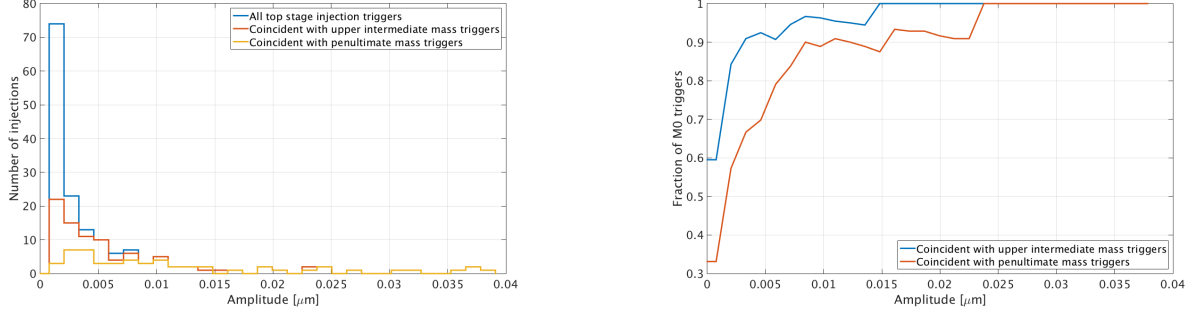 80
70
60
50
40
30
20
10
0
Number of injections
All top stage injection triggers
Coincident with upper intermediate mass triggers
Coincident with penultimate mass triggers
0 0.005 0.01 0.015 0.02 0.025 0.03 0.035 0.04
Amplitude [μm]
1
0.9
0.8
0.7
0.6
0.5
0.4
0.3
Fraction of M0 triggers
Coincident with upper intermediate mass triggers
Coincident with penultimate mass triggers
0 0.005 0.01 0.015 0.02 0.025 0.03 0.035 0.04
Amplitude [μm]